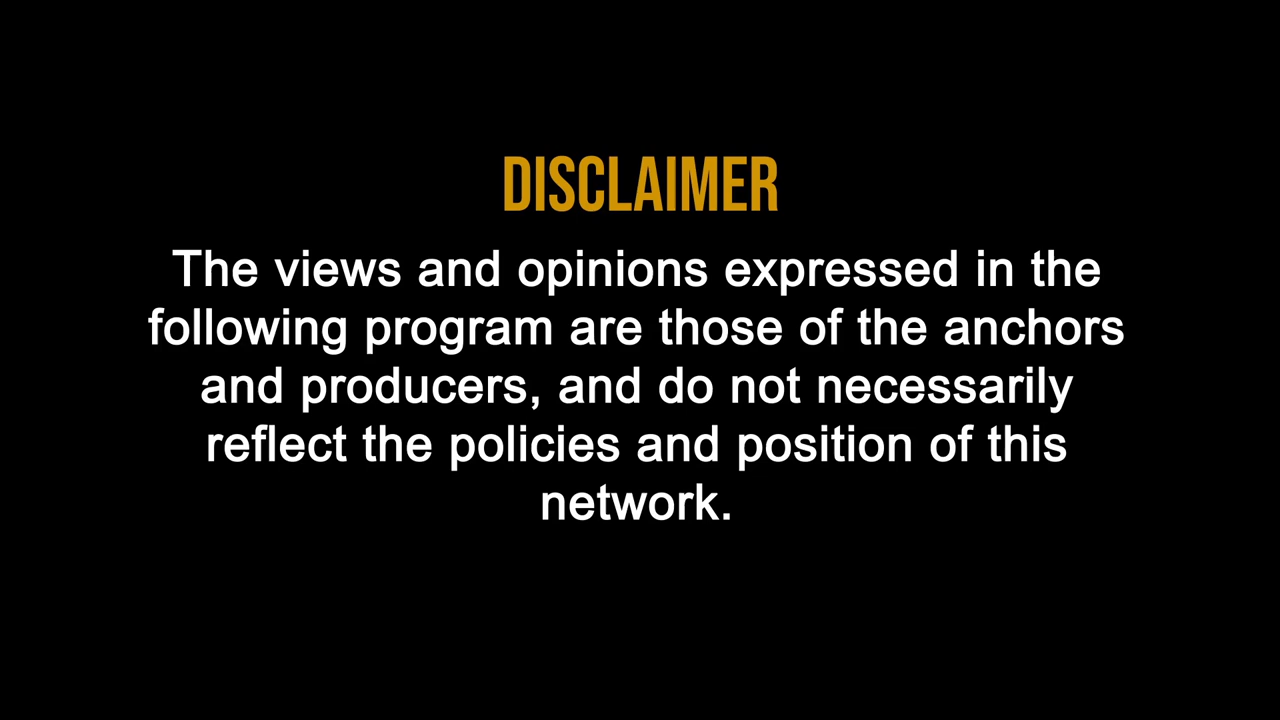 DISCLAIMER
The views and opinions expressed in the
following program are those of the anchors
and producers, and do not necessarily
reflect the policies and position of this
network.